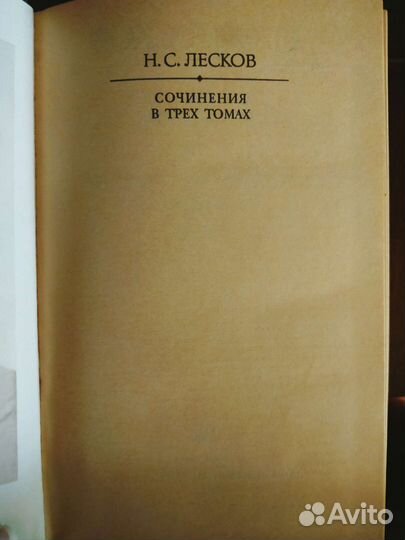 Н. С. ЛЕСКОВ
СОЧИНЕНИЯ
В ТРЕХ ТОМАХ
Avito